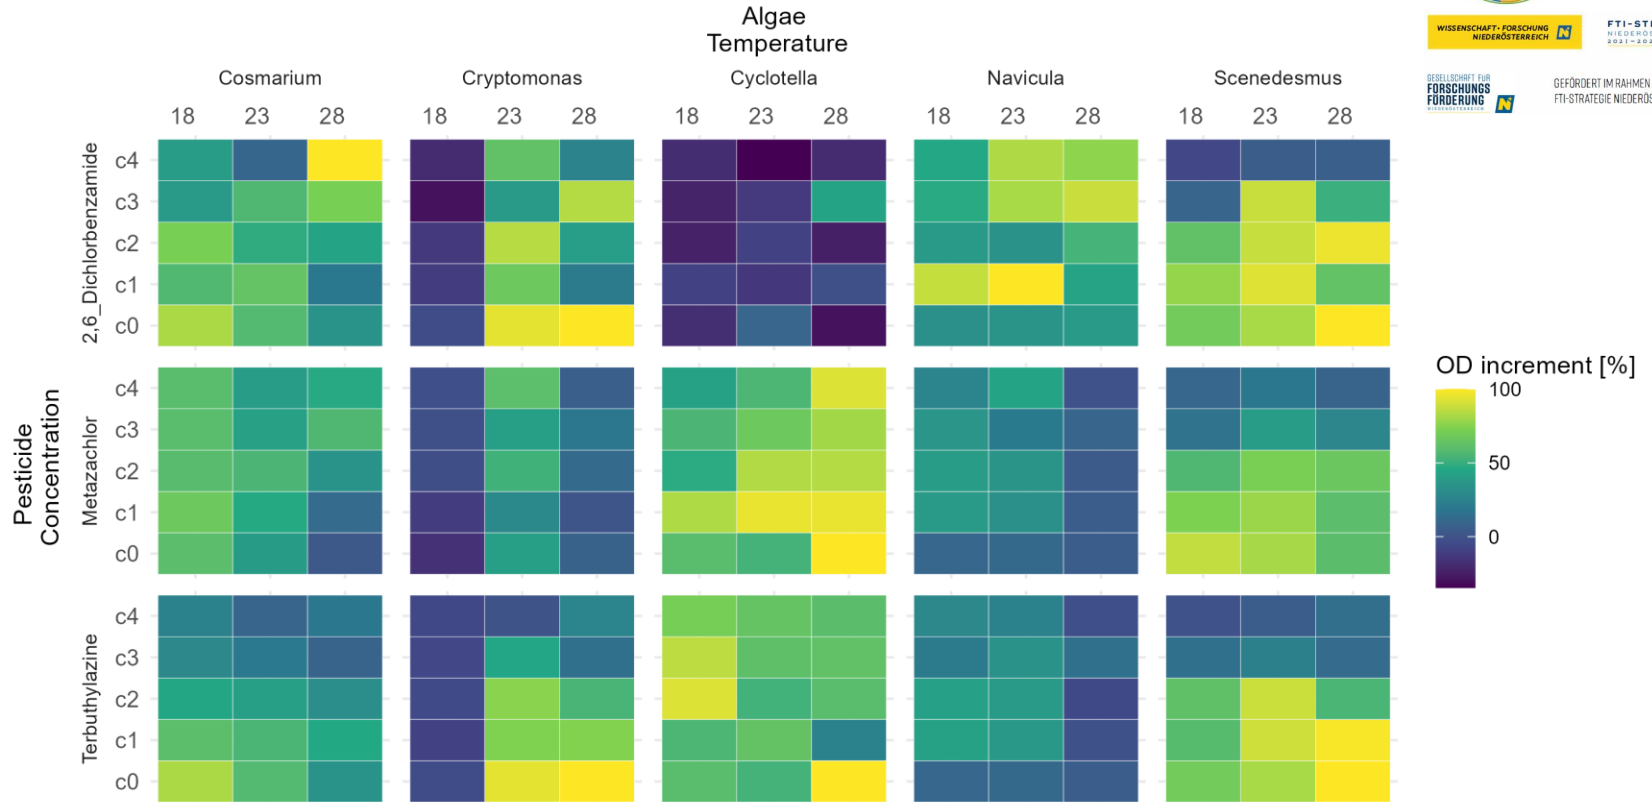 Algae
Temperature
WISSENSCHAFT · FORSCHUNG
NIEDERÖSTERREICH N
GESELLSCHAFT FÜR
FORSCHUNGS
FÖRDERUNG
NIEDERÖSTERREICH N
GEFÖRDERT IM RAHMEN
Cosmarium Cryptomonas Cyclotella Navicula Scenedesmus
18 23 28 18 23 28 18 23 28 18 23 28 18 23 28
Pesticide
Concentration
2,6_Dichlorbenzamide
c4
c3
c2
c1
c0
Metazachlor
c4
c3
c2
c1
c0
Terbuthylazine
c4
c3
c2
c1
c0
OD increment [%]
100
50
0